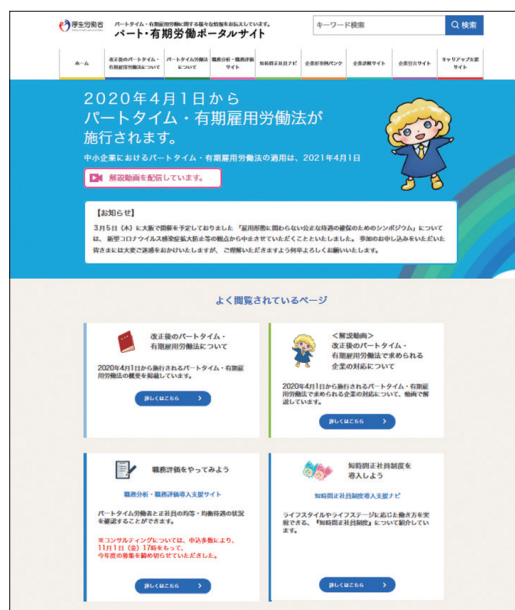 厚生労働省
パートタイム・有期雇用労働に関する様々な情報をお伝えしています。
パート・有期労働ポータルサイト
キーワード検索
検索
ホーム
改正後のパートタイム・
有期雇用労働法について
パートタイム労働法
について
職務分析・職務評価
サイト
短時間正社員ナビ
企業好事例バンク
企業診断サイト
企業宣言サイト
キャリアアップ支援
サイト
2020年4月1日から
パートタイム・有期雇用労働法が
施行されます。
中小企業におけるパートタイム・有期雇用労働法の適用は、2021年4月1日
解説動画を配信しています。
【お知らせ】
3月5日（木）に大阪で開催を予定しておりました 「雇用形態に関わらない公正な待遇の確保のためのシンポジウム」について
は、 新型コロナウイルス感染症拡大防止等の観点から中止させていただくことといたしました。 参加のお申し込みをいただいた
皆さまには大変ご迷惑をおかけいたしますが、 ご理解いただきますよう何卒よろしくお願いいたします。
よく閲覧されているページ
改正後のパートタイム・
有期雇用労働法について
2020年4月1日から施行されるパートタイム・有期雇
用労働法の概要を掲載しています。
詳しくはこちら
＜解説動画＞
改正後のパートタイム・
有期雇用労働法で求められる
企業の対応について
2020年4月1日から施行されるパートタイム・有期雇
用労働法で求められる企業の対応について、動画で解
説しています。
詳しくはこちら
職務評価をやってみよう
職務分析・職務評価導入支援サイト
パートタイム労働者と正社員の均等・均衡待遇の状況
を確認することができます。
※コンサルティングについては、申込多数により、
11月1日（金）17時をもって、
今年度の募集を締め切らせていただきました。
詳しくはこちら
短時間正社員制度を
導入しよう
短時間正社員制度導入支援ナビ
ライフスタイルやライフステージに応じた働き方を実
現できる、「短時間正社員制度」について紹介してい
ます。
詳しくはこちら